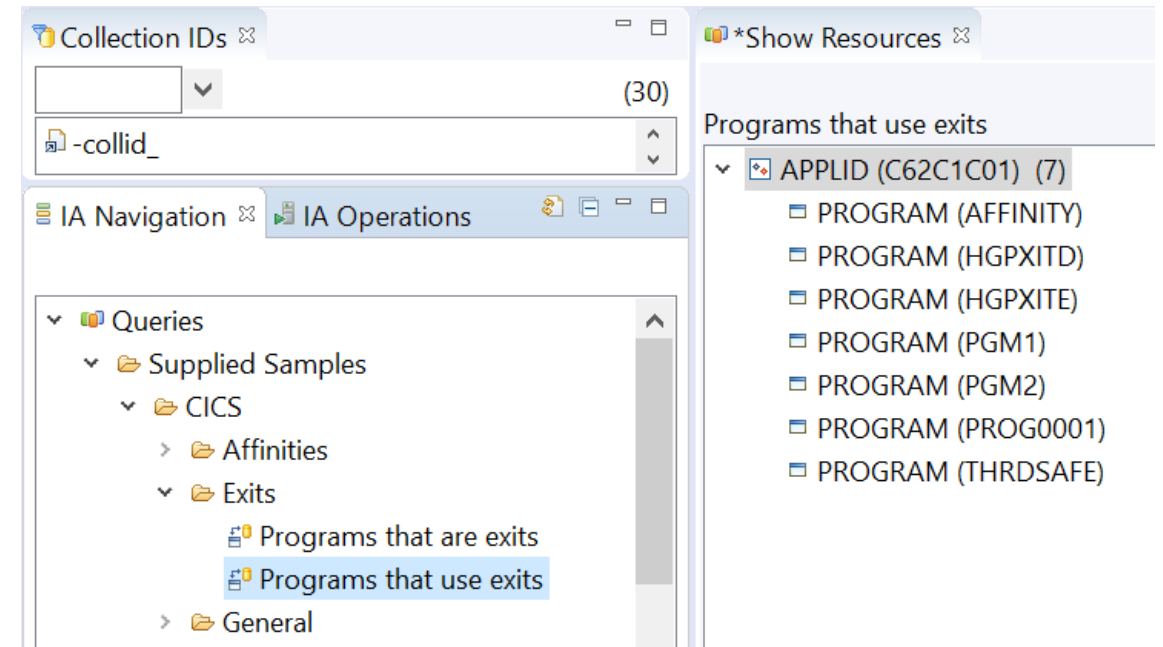 Collection IDs
(30)
-collid_
IA Navigation
IA Operations
Queries
Supplied Samples
CICS
Affinities
Exits
Programs that are exits
Programs that use exits
General
*Show Resources
Programs that use exits
APPLID (C62C1C01) (7)
PROGRAM (AFFINITY)
PROGRAM (HGPXITD)
PROGRAM (HGPXITE)
PROGRAM (PGM1)
PROGRAM (PGM2)
PROGRAM (PROG0001)
PROGRAM (THRDSAFE)